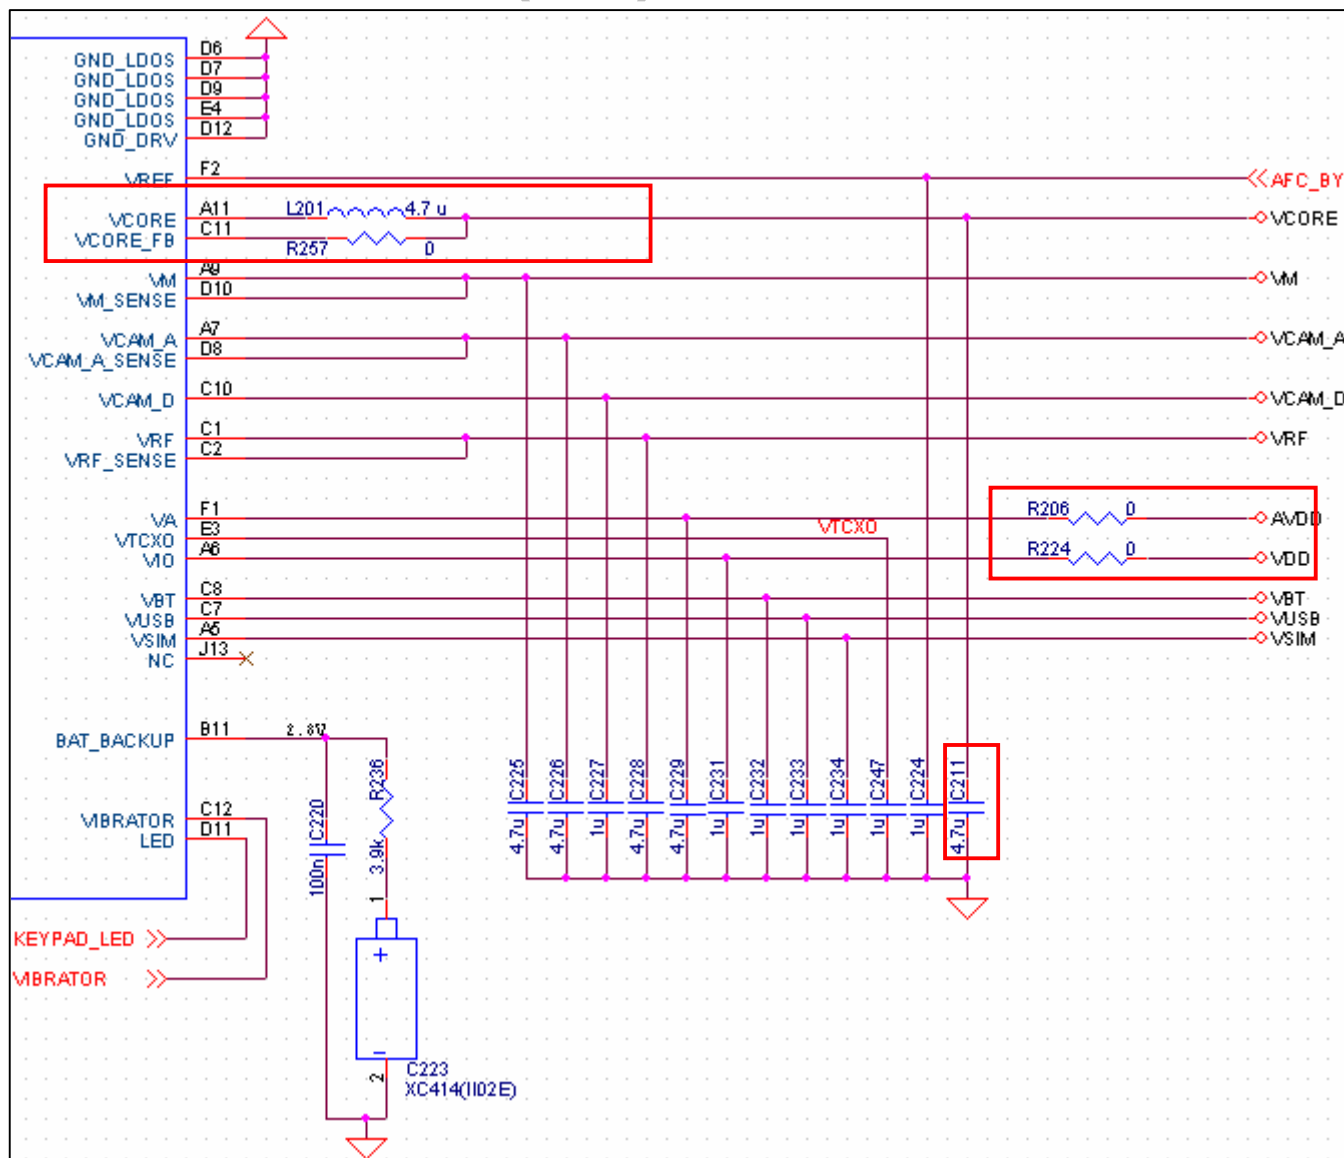 GND_LDOS D6
GND_LDOS D7
GND_LDOS D9
GND_LDOS E4
GND_DRV D12
VREF F2 AFC_BY
VCORE A11 L201 4.7 u VCORE
VCORE_FB C11 R257 0
VM A9 VM
VM_SENSE D10
VCAM_A A7 VCAM_A
VCAM_A_SENSE D8
VCAM_D C10 VCAM_D
VRF C1 VRF
VRF_SENSE C2
VA F1 R206 0 AVDD
VTCXO E3 VTCXO
VIO A6 R224 0 VDD
VBT C8 VBT
VUSB C7 VUSB
VSIM A5 VSIM
NC J13
BAT_BACKUP B11 2.8V
VIBRATOR C12
LED D11
C220
100n
R236
3.9k
C225
4.7u
C226
4.7u
C227
1u
C228
4.7u
C229
4.7u
C231
1u
C232
1u
C233
1u
C234
1u
C247
1u
C224
1u
C211
4.7u
1
+
KEYPAD_LED
VIBRATOR
–
2
C223
XC414(II02E)